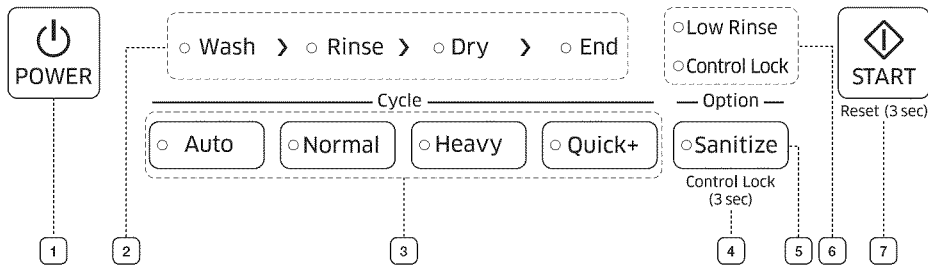 POWER
Wash > Rinse > Dry > End
Low Rinse
Control Lock
START
Reset (3 sec)
Cycle
Option
Auto Normal Heavy Quick+
Sanitize
Control Lock
(3 sec)
1 2 3 4 5 6 7